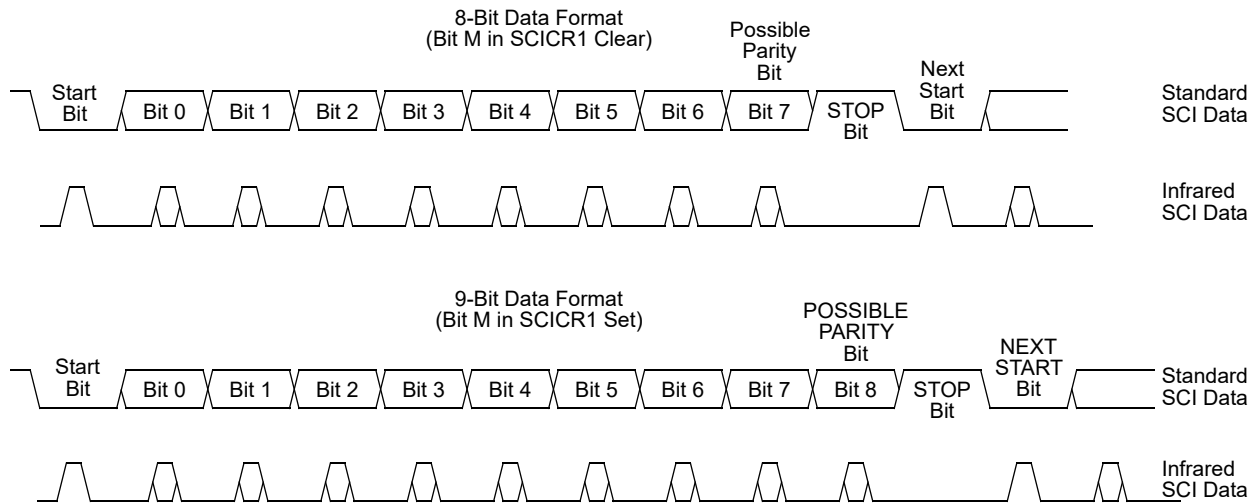 8-Bit Data Format
(Bit M in SCICR1 Clear)
Possible
Parity
Bit
Start
Bit
Bit 0
Bit 1
Bit 2
Bit 3
Bit 4
Bit 5
Bit 6
Bit 7
STOP
Bit
Next
Start
Bit
Standard
SCI Data
Infrared
SCI Data
9-Bit Data Format
(Bit M in SCICR1 Set)
POSSIBLE
PARITY
Bit
Start
Bit
Bit 0
Bit 1
Bit 2
Bit 3
Bit 4
Bit 5
Bit 6
Bit 7
Bit 8
STOP
Bit
NEXT
START
Bit
Standard
SCI Data
Infrared
SCI Data